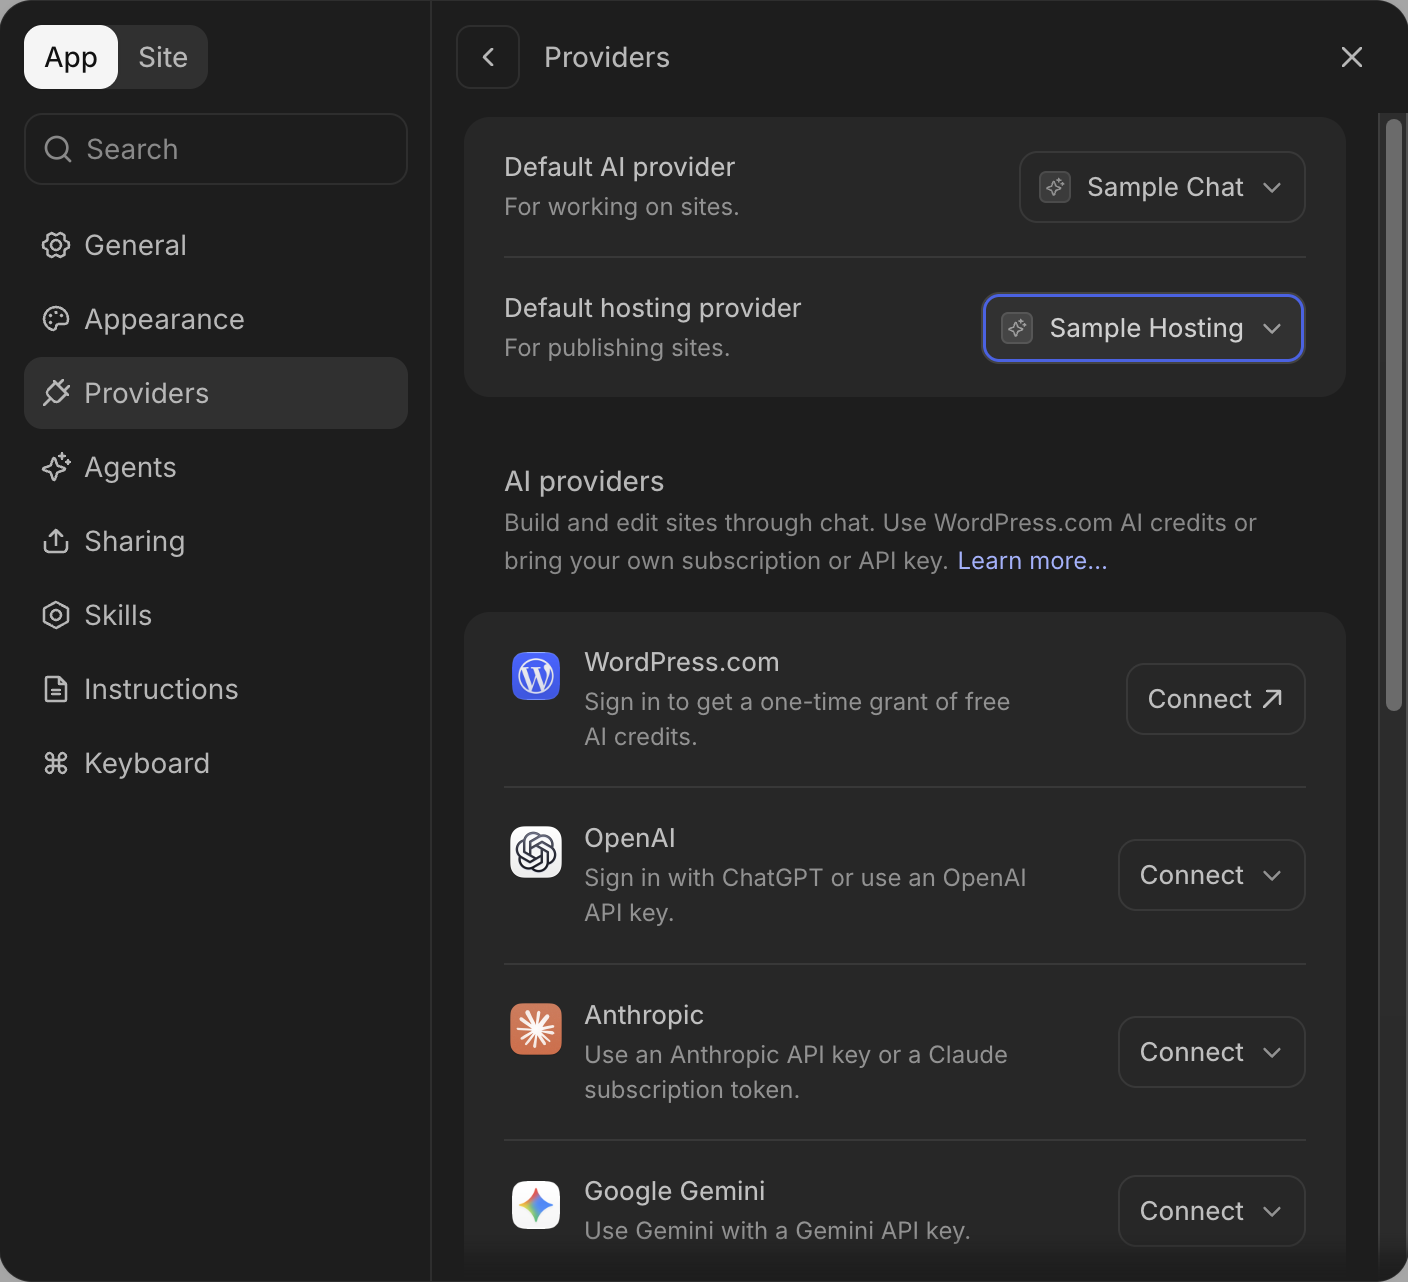 App
Site
Search
General
Appearance
Providers
Agents
Sharing
Skills
Instructions
Keyboard
Providers
Default AI provider
For working on sites.
Sample Chat
Default hosting provider
For publishing sites.
Sample Hosting
AI providers
Build and edit sites through chat. Use WordPress.com AI credits or
bring your own subscription or API key. Learn more...
WordPress.com
Sign in to get a one-time grant of free
AI credits.
Connect
OpenAI
Sign in with ChatGPT or use an OpenAI
API key.
Connect
Anthropic
Use an Anthropic API key or a Claude
subscription token.
Connect
Google Gemini
Use Gemini with a Gemini API key.
Connect